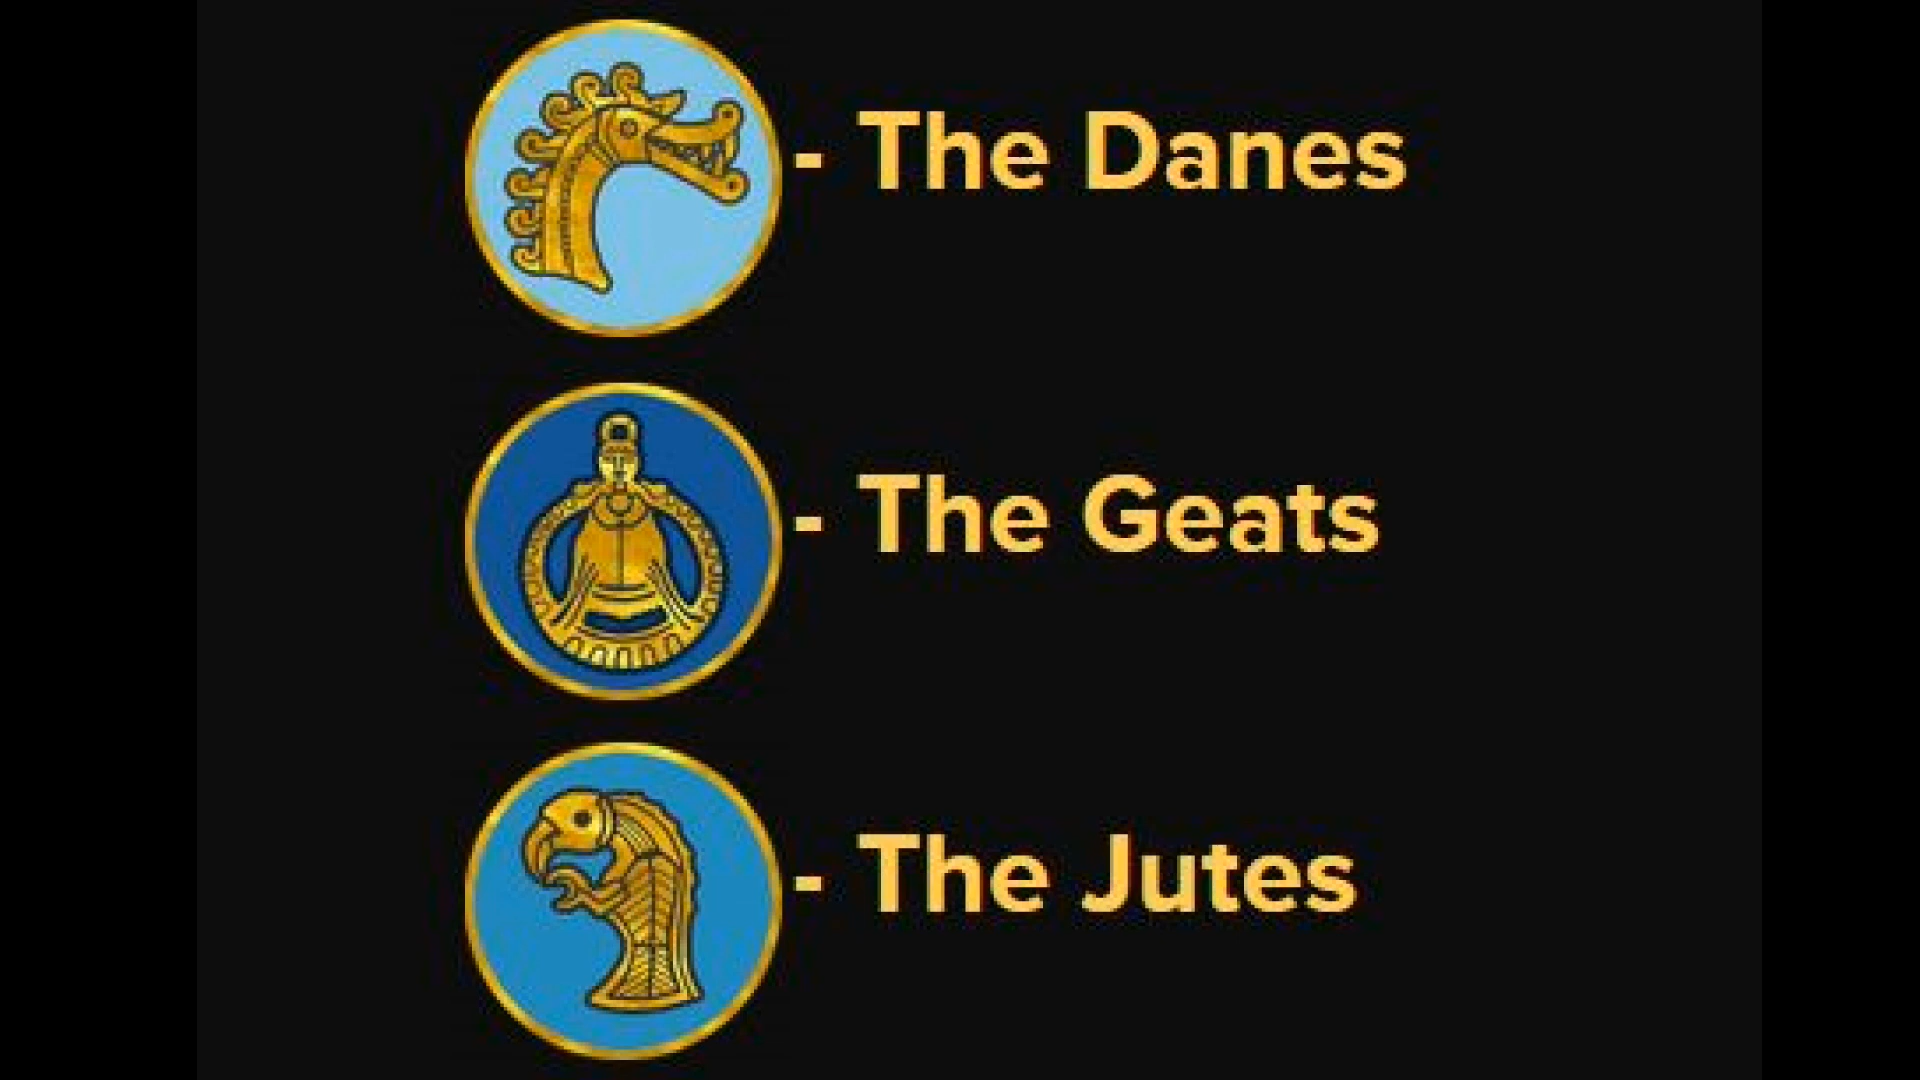 - The Danes
- The Geats
- The Jutes